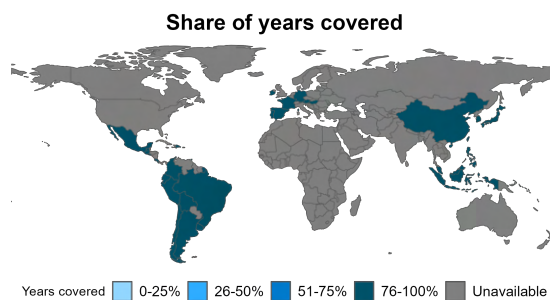 Share of years covered
Years covered 0-25% 26-50% 51-75% 76-100% Unavailable